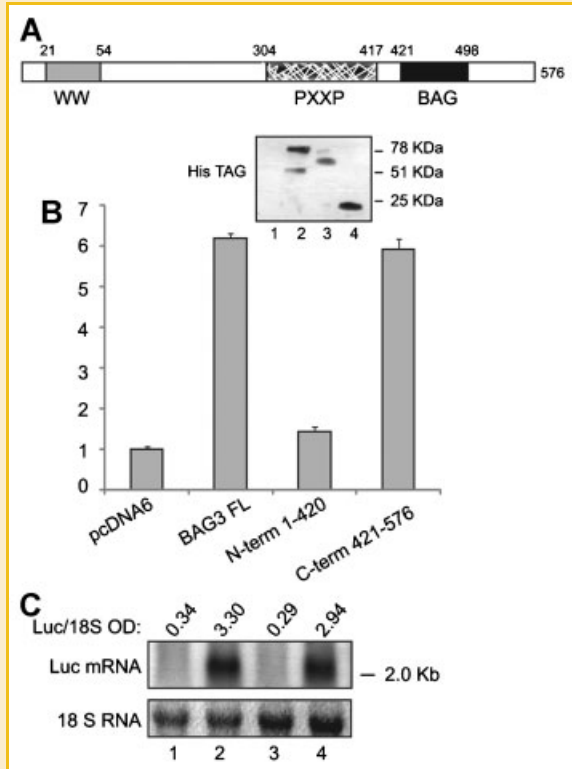 A
21 54 304 417 421 498
576
WW PXXP BAG
His TAG
78 KDa
51 KDa
25 KDa
1 2 3 4
B
7
6
5
4
3
2
1
0
pcDNA6
BAG3 FL
N-term 1-420
C-term 421-576
C
Luc/18S OD: 0.34 3.30 0.29 2.94
Luc mRNA
2.0 Kb
18 S RNA
1 2 3 4